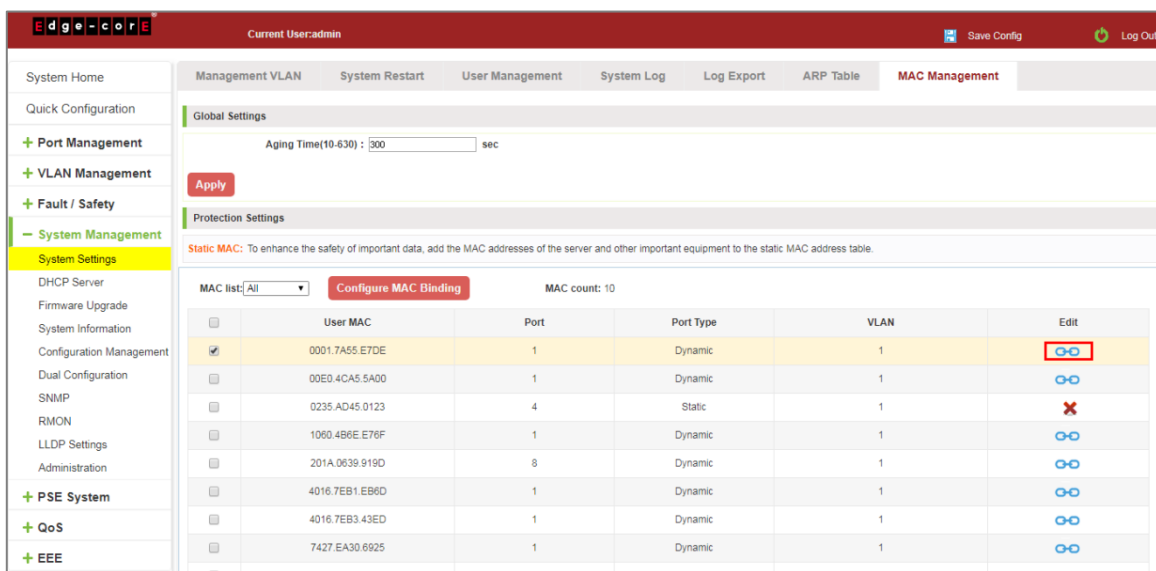 Edge-corE
Current User:admin
Save Config
Log Out
System Home
Quick Configuration
+ Port Management
+ VLAN Management
+ Fault / Safety
− System Management
System Settings
DHCP Server
Firmware Upgrade
System Information
Configuration Management
Dual Configuration
SNMP
RMON
LLDP Settings
Administration
+ PSE System
+ QoS
+ EEE
Management VLAN System Restart User Management System Log Log Export ARP Table MAC Management
Global Settings
Aging Time(10-630) : 300 sec
Apply
Protection Settings
Static MAC: To enhance the safety of important data, add the MAC addresses of the server and other important equipment to the static MAC address table.
MAC list: All Configure MAC Binding MAC count: 10
User MAC Port Port Type VLAN Edit
0001.7A55.E7DE 1 Dynamic 1
00E0.4CA5.5A00 1 Dynamic 1
0235.AD45.0123 4 Static 1
1060.4B6E.E76F 1 Dynamic 1
201A.0639.919D 8 Dynamic 1
4016.7EB1.EB6D 1 Dynamic 1
4016.7EB3.43ED 1 Dynamic 1
7427.EA30.6925 1 Dynamic 1